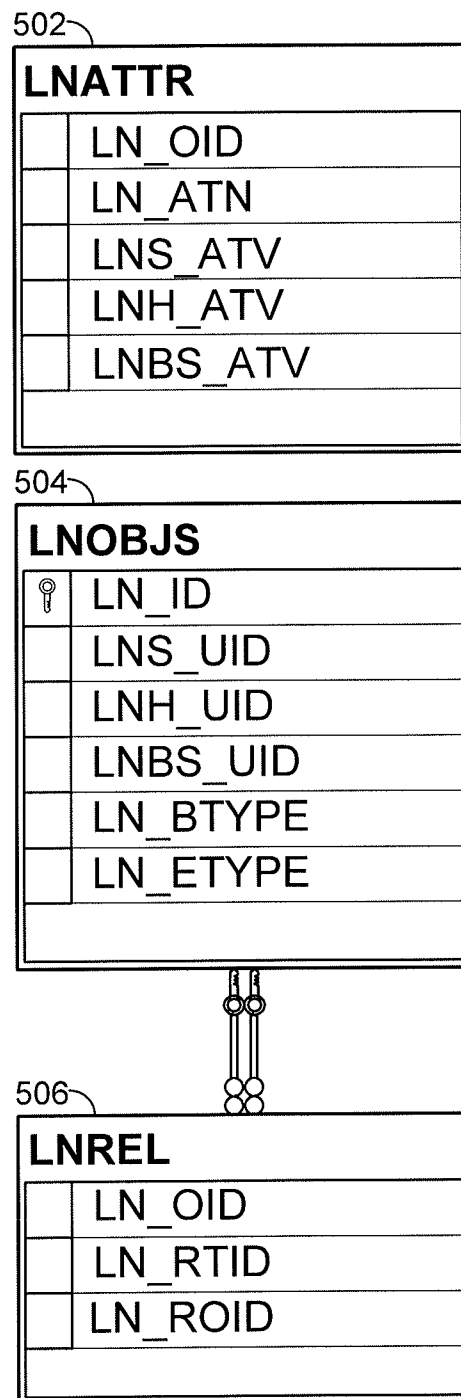 502
LNATTR
LN_OID
LN_ATN
LNS_ATV
LNH_ATV
LNBS_ATV
504
LNOBJS
LN_ID
LNS_UID
LNH_UID
LNBS_UID
LN_BTYPE
LN_ETYPE
506
LNREL
LN_OID
LN_RTID
LN_ROID